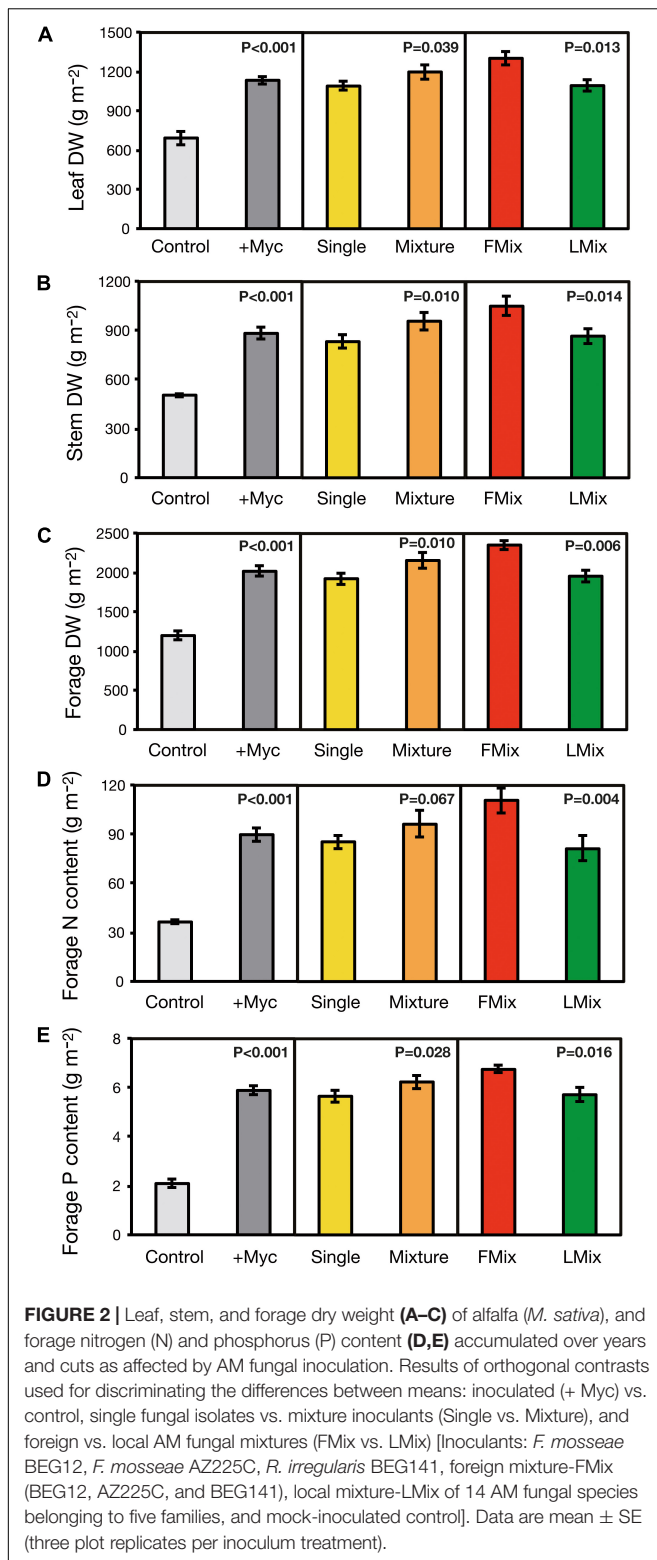 A
Leaf DW (g m−2)
1500
1200
900
600
300
0
P<0.001
P=0.039
P=0.013
Control
+Myc
Single
Mixture
FMix
LMix
B
Stem DW (g m−2)
1200
900
600
300
0
P<0.001
P=0.010
P=0.014
Control
+Myc
Single
Mixture
FMix
LMix
C
Forage DW (g m−2)
2500
2000
1500
1000
500
0
P<0.001
P=0.010
P=0.006
Control
+Myc
Single
Mixture
FMix
LMix
D
Forage N content (g m−2)
120
90
60
30
0
P<0.001
P=0.067
P=0.004
Control
+Myc
Single
Mixture
FMix
LMix
E
Forage P content (g m−2)
8
6
4
2
0
P<0.001
P=0.028
P=0.016
Control
+Myc
Single
Mixture
FMix
LMix
FIGURE 2 | Leaf, stem, and forage dry weight (A–C) of alfalfa (M. sativa), and
forage nitrogen (N) and phosphorus (P) content (D,E) accumulated over years
and cuts as affected by AM fungal inoculation. Results of orthogonal contrasts
used for discriminating the differences between means: inoculated (+ Myc) vs.
control, single fungal isolates vs. mixture inoculants (Single vs. Mixture), and
foreign vs. local AM fungal mixtures (FMix vs. LMix) [Inoculants: F. mosseae
BEG12, F. mosseae AZ225C, R. irregularis BEG141, foreign mixture-FMix
(BEG12, AZ225C, and BEG141), local mixture-LMix of 14 AM fungal species
belonging to five families, and mock-inoculated control]. Data are mean ± SE
(three plot replicates per inoculum treatment).